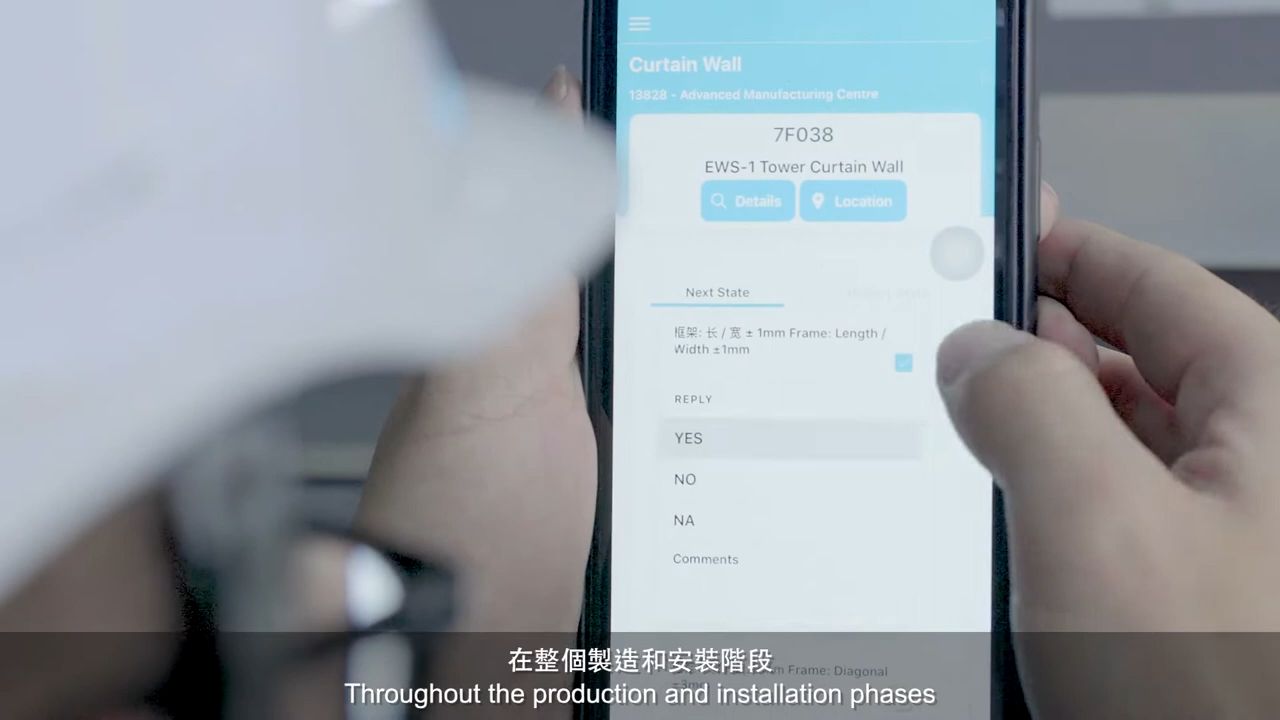 Curtain Wall
13828 - Advanced Manufacturing Centre
7F038
EWS-1 Tower Curtain Wall
Details
Location
Next State
框架: 长 / 宽 ± 1mm Frame: Length /
Width ±1mm
REPLY
YES
NO
NA
Comments
Frame: Diagonal
在整個製造和安裝階段
Throughout the production and installation phases